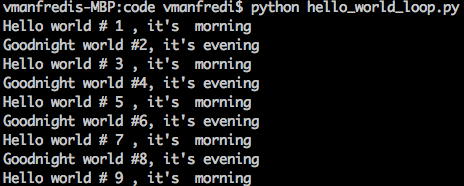 vmanfredis-MBP:code vmanfredi$ python hello_world_loop.py
Hello world # 1 , it's  morning
Goodnight world #2, it's evening
Hello world # 3 , it's  morning
Goodnight world #4, it's evening
Hello world # 5 , it's  morning
Goodnight world #6, it's evening
Hello world # 7 , it's  morning
Goodnight world #8, it's evening
Hello world # 9 , it's  morning